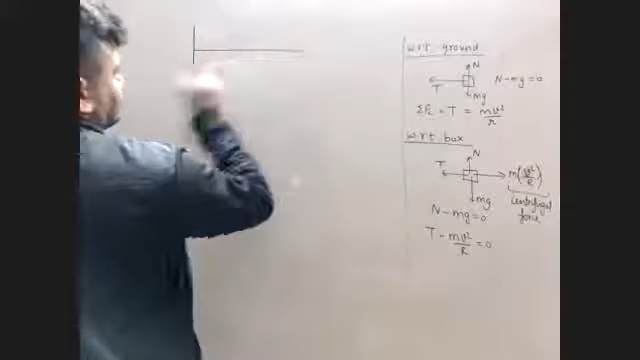 w.r.t. ground
N
T
mg
N-mg=0
ΣFc = T = mv²/r
w.r.t. box
T
N
m(v²/R)
mg
centrifugal
force
N-mg=0
T - mv²/R = 0